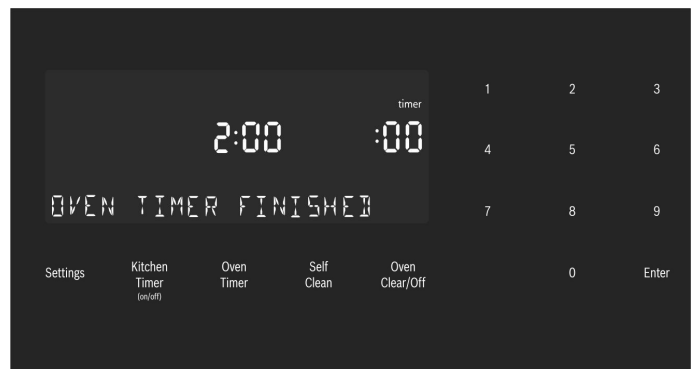 timer
2:00 :00
OVEN TIMER FINISHED
1 2 3
4 5 6
7 8 9
0 Enter
Settings
Kitchen Timer (on/off)
Oven Timer
Self Clean
Oven Clear/Off